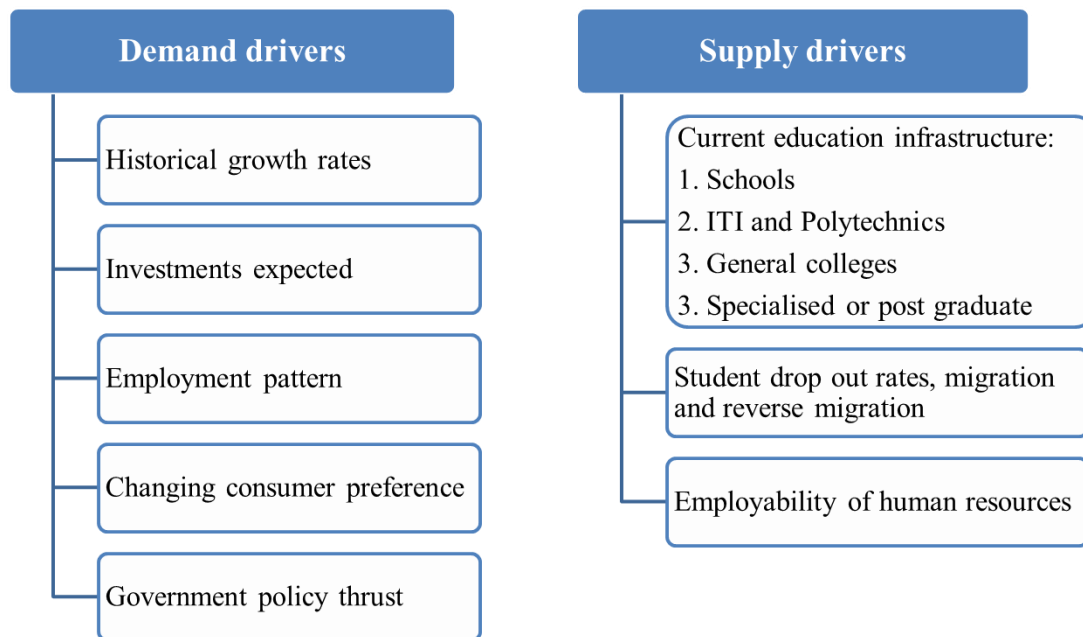 Demand drivers
Historical growth rates
Investments expected
Employment pattern
Changing consumer preference
Government policy thrust
Supply drivers
Current education infrastructure:
1. Schools
2. ITI and Polytechnics
3. General colleges
3. Specialised or post graduate
Student drop out rates, migration
and reverse migration
Employability of human resources